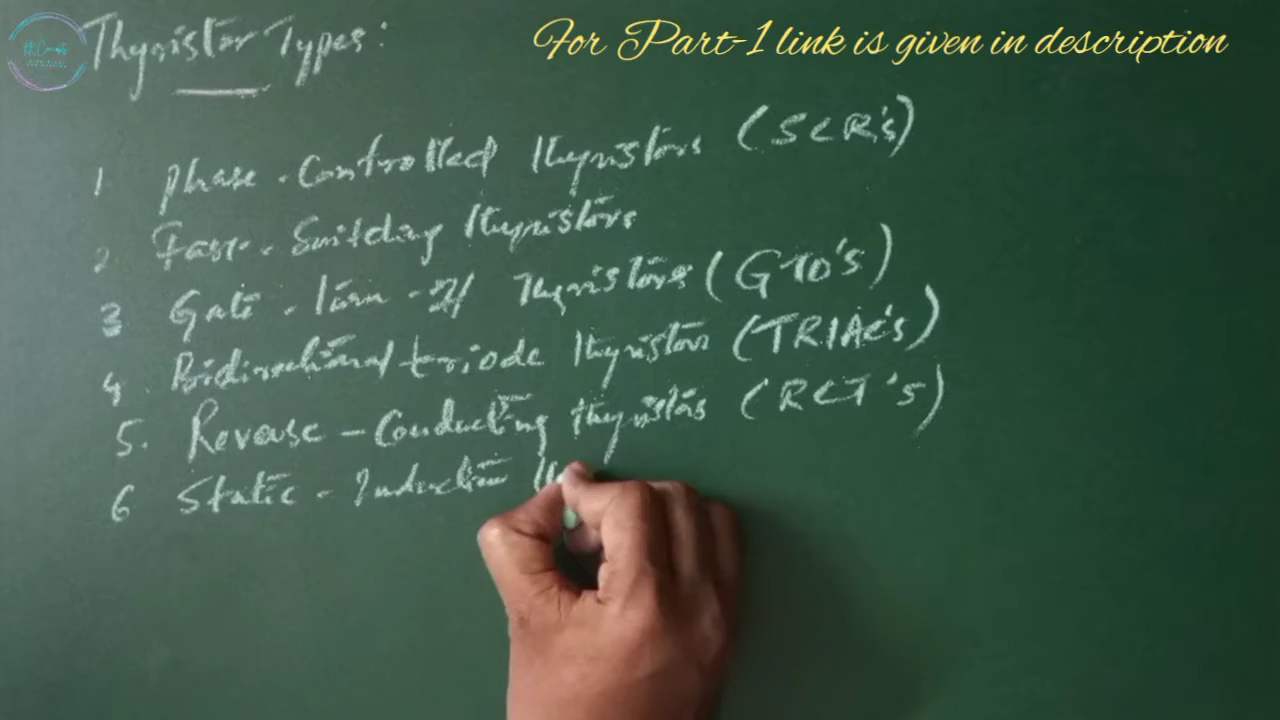 Thyristor Types:
For Part-1 link is given in description
1 Phase-Controlled thyristors (SCR's)
2 Fast-Switching thyristors
3 Gate-turn-off Thyristors (GTO's)
4 Bidirectional triode thyristors (TRIAC's)
5. Reverse-Conducting thyristors (RCT's)
6 Static-Induction